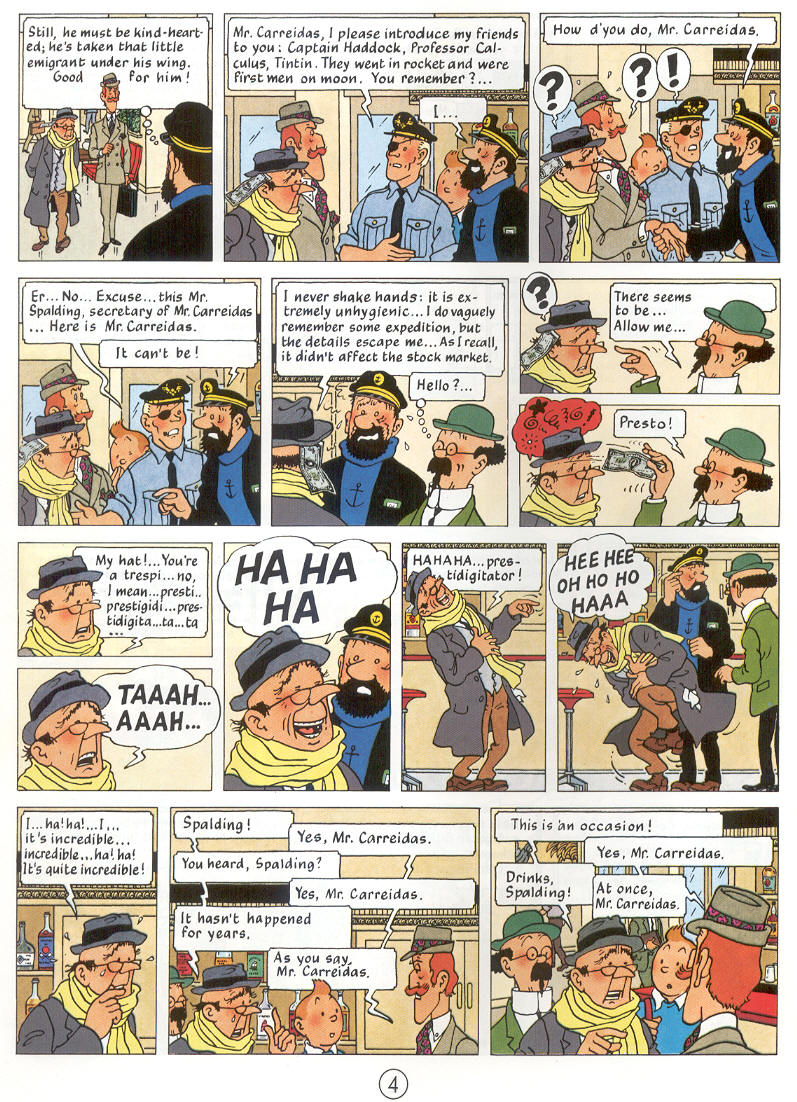 Still, he must be kind-heart-
ed; he's taken that little
emigrant under his wing.
Good for him!
Mr. Carreidas, I please introduce my friends
to you: Captain Haddock, Professor Cal-
culus, Tintin. They went in rocket and were
first men on moon. You remember?...
I...
How d'you do, Mr. Carreidas.
?
?!
Er... No... Excuse... this Mr.
Spalding, secretary of Mr. Carreidas
... Here is Mr. Carreidas.
It can't be!
I never shake hands: it is ex-
tremely unhygienic... I do vaguely
remember some expedition, but
the details escape me... As I recall,
it didn't affect the stock market.
Hello?...
?
There seems
to be...
Allow me...
Presto!
My hat!... You're
a trespi... no,
I mean... presti..
prestigidi... pres-
tidigita...ta...ta
...
TAAAH...
AAAH...
HA HA
HA
HAHAHA... pres-
tidigitator!
HEE HEE
OH HO HO
HAAA
I... ha! ha!... I...
it's incredible...
incredible... ha! ha!
It's quite incredible!
Spalding!
Yes, Mr. Carreidas.
You heard, Spalding?
Yes, Mr. Carreidas.
It hasn't happened
for years.
As you say,
Mr. Carreidas.
This is an occasion!
Yes, Mr. Carreidas.
Drinks,
Spalding!
At once,
Mr. Carreidas.
4